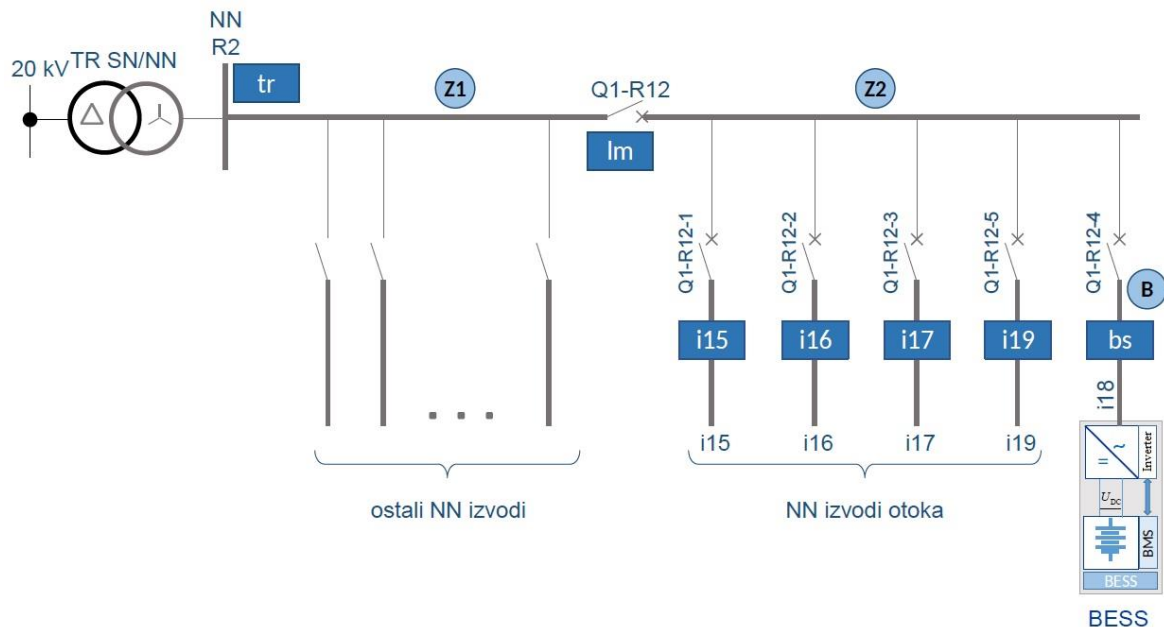 NN
R2
20 kV
TR SN/NN
tr
Z1
Q1-R12
lm
Z2
Q1-R12-1
Q1-R12-2
Q1-R12-3
Q1-R12-5
Q1-R12-4
B
i15
i16
i17
i19
bs
i18
i15
i16
i17
i19
= ~
Inverter
U_DC
BMS
BESS
ostali NN izvodi
NN izvodi otoka
BESS